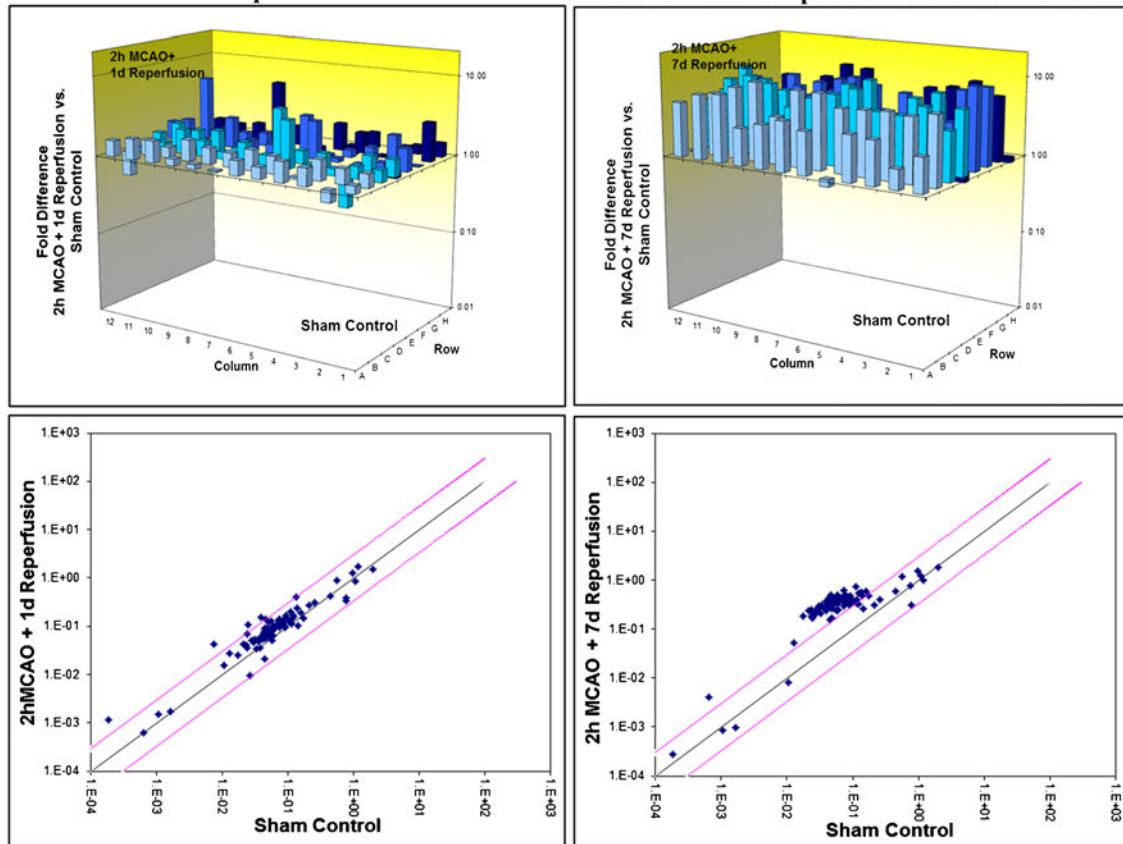 2h MCAO+
1d Reperfusion
Fold Difference
2h MCAO + 1d Reperfusion vs.
Sham Control
10.00
1.00
0.10
0.01
Sham Control
12 11 10 9 8 7 6 5 4 3 2 1
Column
A B C D E F G H
Row
2h MCAO+
7d Reperfusion
Fold Difference
2h MCAO + 7d Reperfusion vs.
Sham Control
10.00
1.00
0.10
0.01
Sham Control
12 11 10 9 8 7 6 5 4 3 2 1
Column
A B C D E F G H
Row
2hMCAO + 1d Reperfusion
1.E+03
1.E+02
1.E+01
1.E+00
1.E-01
1.E-02
1.E-03
1.E-04
1.E-04 1.E-03 1.E-02 1.E-01 1.E+00 1.E+01 1.E+02 1.E+03
Sham Control
2h MCAO + 7d Reperfusion
1.E+03
1.E+02
1.E+01
1.E+00
1.E-01
1.E-02
1.E-03
1.E-04
1.E-04 1.E-03 1.E-02 1.E-01 1.E+00 1.E+01 1.E+02 1.E+03
Sham Control